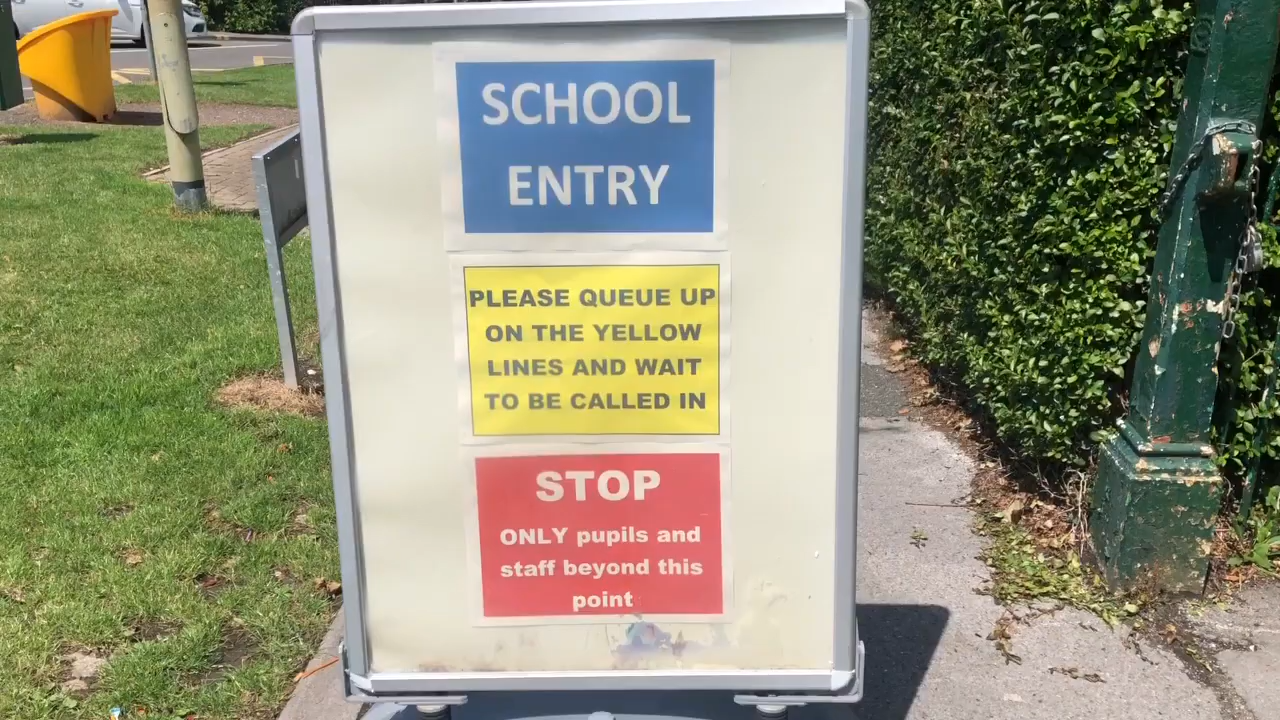 SCHOOL
ENTRY
PLEASE QUEUE UP
ON THE YELLOW
LINES AND WAIT
TO BE CALLED IN
STOP
ONLY pupils and
staff beyond this
point